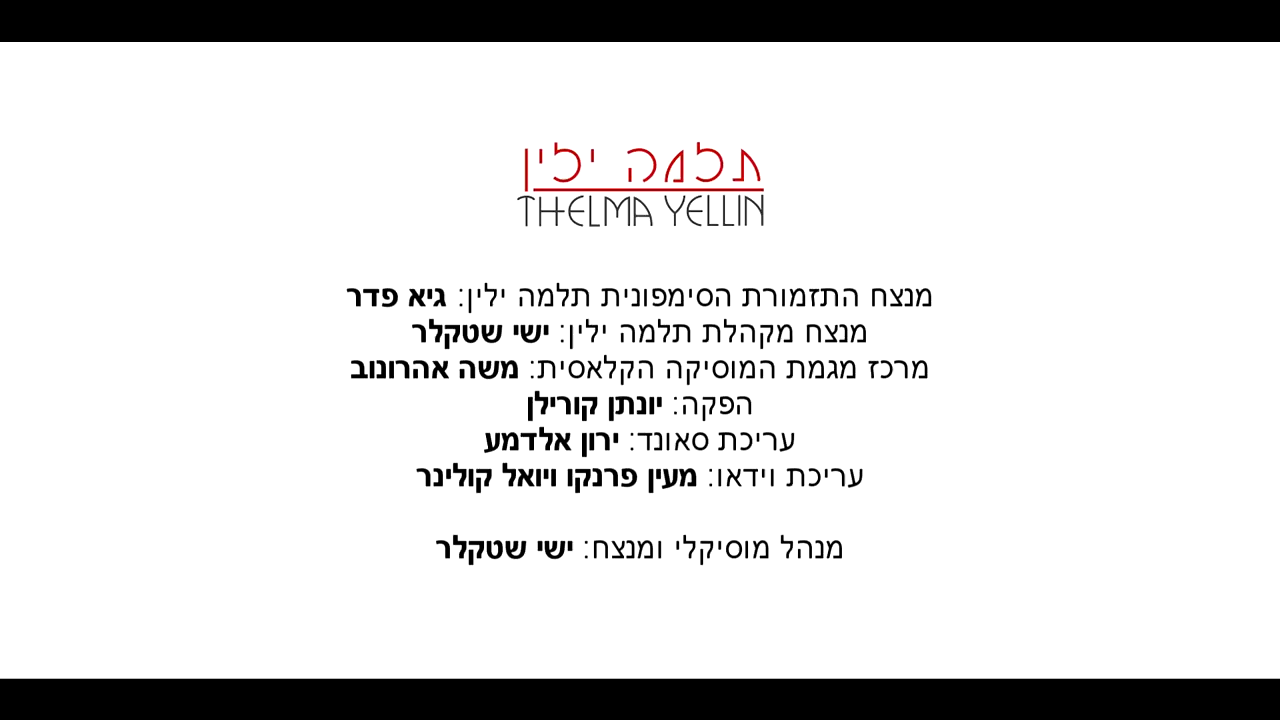 תלמה ילין
THELMA YELLIN
מנצח התזמורת הסימפונית תלמה ילין: גיא פדר
מנצח מקהלת תלמה ילין: ישי שטקלר
מרכז מגמת המוסיקה הקלאסית: משה אהרונוב
הפקה: יונתן קורילן
עריכת סאונד: ירון אלדמע
עריכת וידאו: מעין פרנקו ויואל קולינר
מנהל מוסיקלי ומנצח: ישי שטקלר